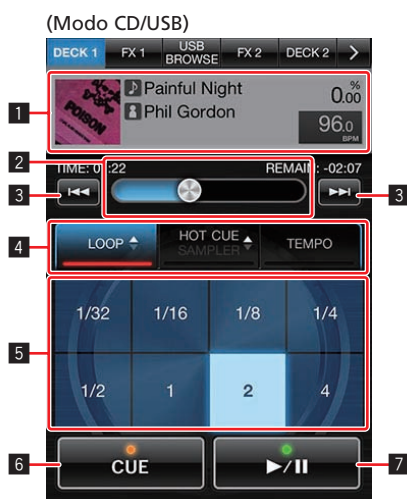 (Modo CD/USB)
DECK 1 FX 1 USB BROWSE FX 2 DECK 2 >
POISON
Painful Night 0.00 %
Phil Gordon
96.0 BPM
1
2
TIME: 0 :22 REMAIN: -02:07
3 3
4
LOOP HOT CUE SAMPLER TEMPO
1/32 1/16 1/8 1/4
5
1/2 1 2 4
6 CUE ►/II 7